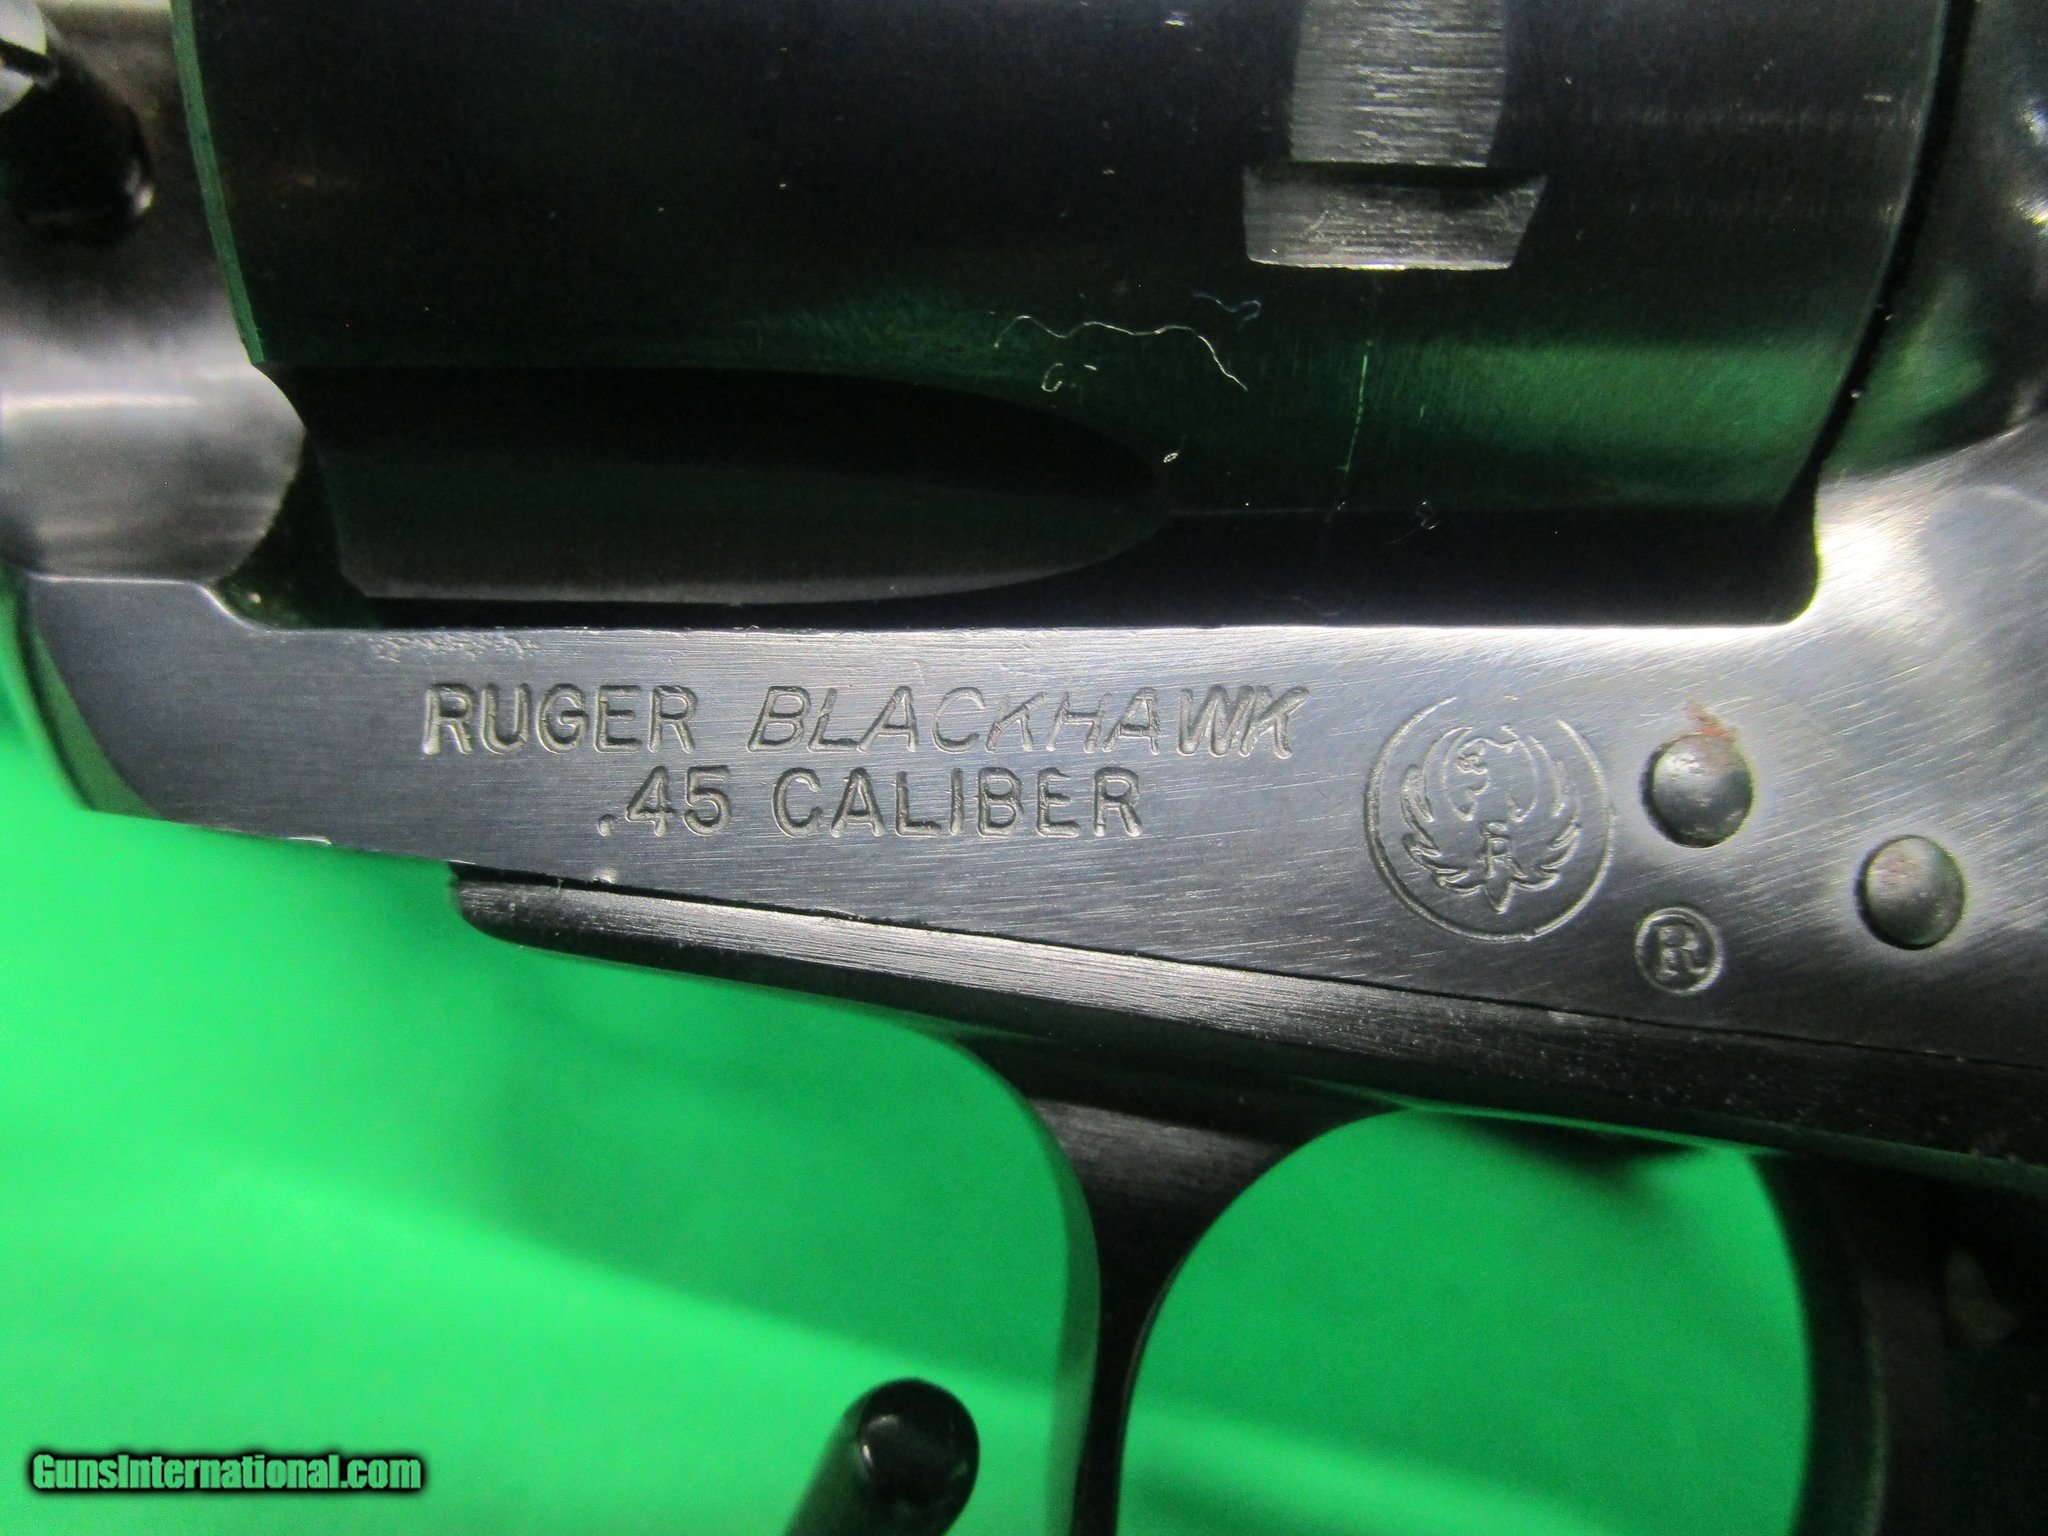 RUGER BLACKHAWK
.45 CALIBER
R
®
GunsInternational.com